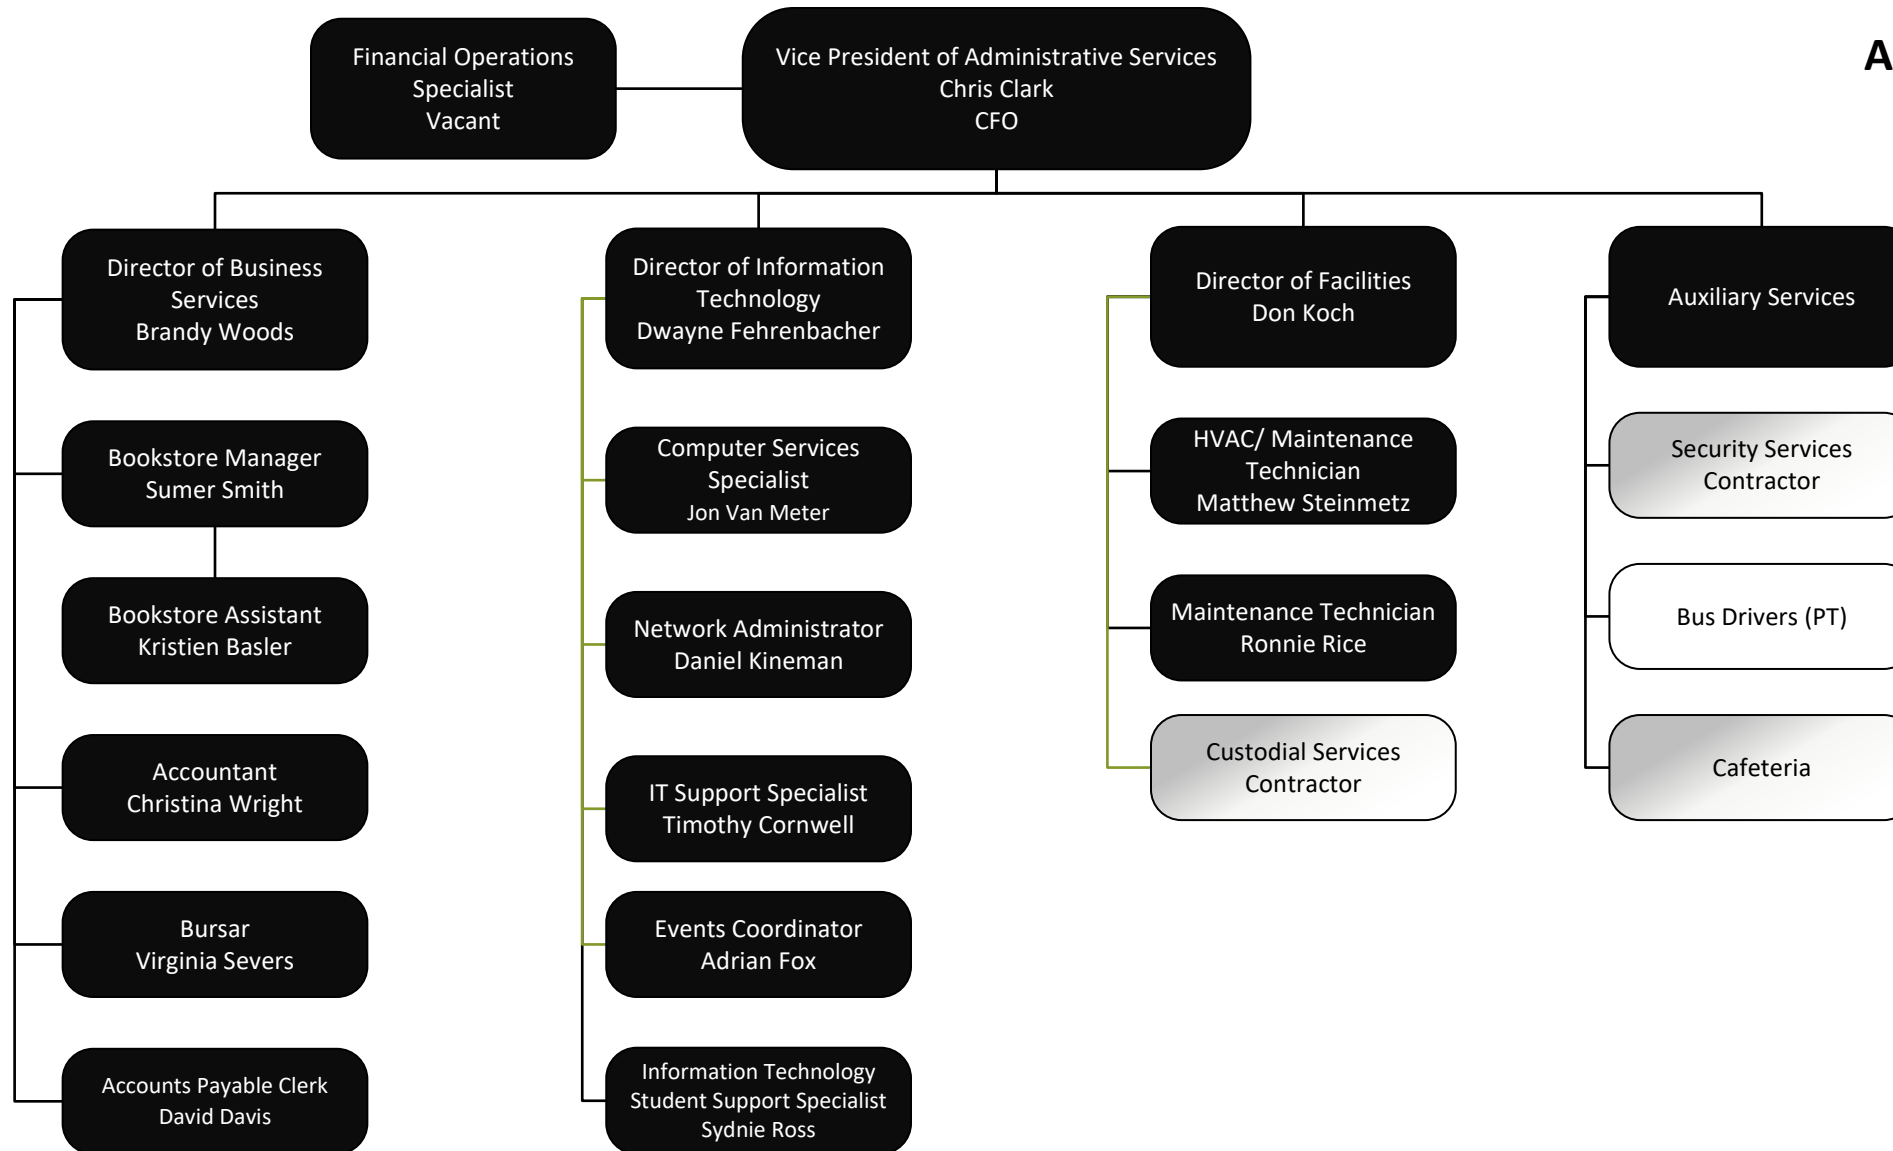 Financial Operations
Specialist
Vacant
Vice President of Administrative Services
Chris Clark
CFO
A
Director of Business
Services
Brandy Woods
Bookstore Manager
Sumer Smith
Bookstore Assistant
Kristien Basler
Accountant
Christina Wright
Bursar
Virginia Severs
Accounts Payable Clerk
David Davis
Director of Information
Technology
Dwayne Fehrenbacher
Computer Services
Specialist
Jon Van Meter
Network Administrator
Daniel Kineman
IT Support Specialist
Timothy Cornwell
Events Coordinator
Adrian Fox
Information Technology
Student Support Specialist
Sydnie Ross
Director of Facilities
Don Koch
HVAC/ Maintenance
Technician
Matthew Steinmetz
Maintenance Technician
Ronnie Rice
Custodial Services
Contractor
Auxiliary Services
Security Services
Contractor
Bus Drivers (PT)
Cafeteria